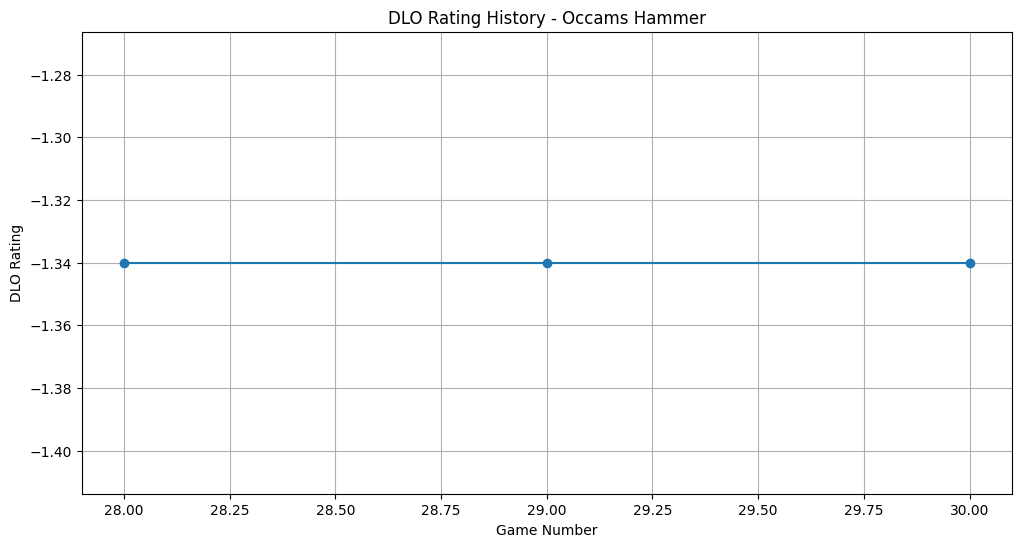 DLO Rating History - Occams Hammer
−1.28
−1.30
−1.32
−1.34
−1.36
−1.38
−1.40
DLO Rating
28.00 28.25 28.50 28.75 29.00 29.25 29.50 29.75 30.00
Game Number